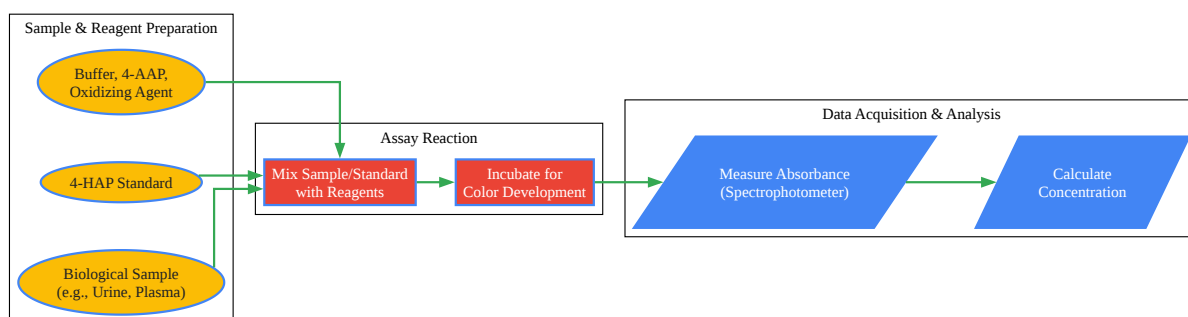 Sample & Reagent Preparation
Buffer, 4-AAP,
Oxidizing Agent
4-HAP Standard
Biological Sample
(e.g., Urine, Plasma)
Assay Reaction
Mix Sample/Standard
with Reagents
Incubate for
Color Development
Data Acquisition & Analysis
Measure Absorbance
(Spectrophotometer)
Calculate
Concentration